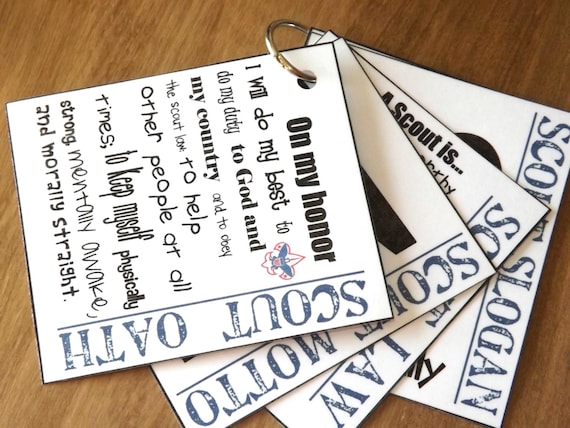 On my honor
I will do my best to
do my duty to God and
my country and to obey
the scout law to help
other people at all
times; to keep myself physically
strong, mentally awake,
and morally straight.
SCOUT OATH
SCOUT MOTTO
LAW
A Scout is...
SCOUT SLOGAN